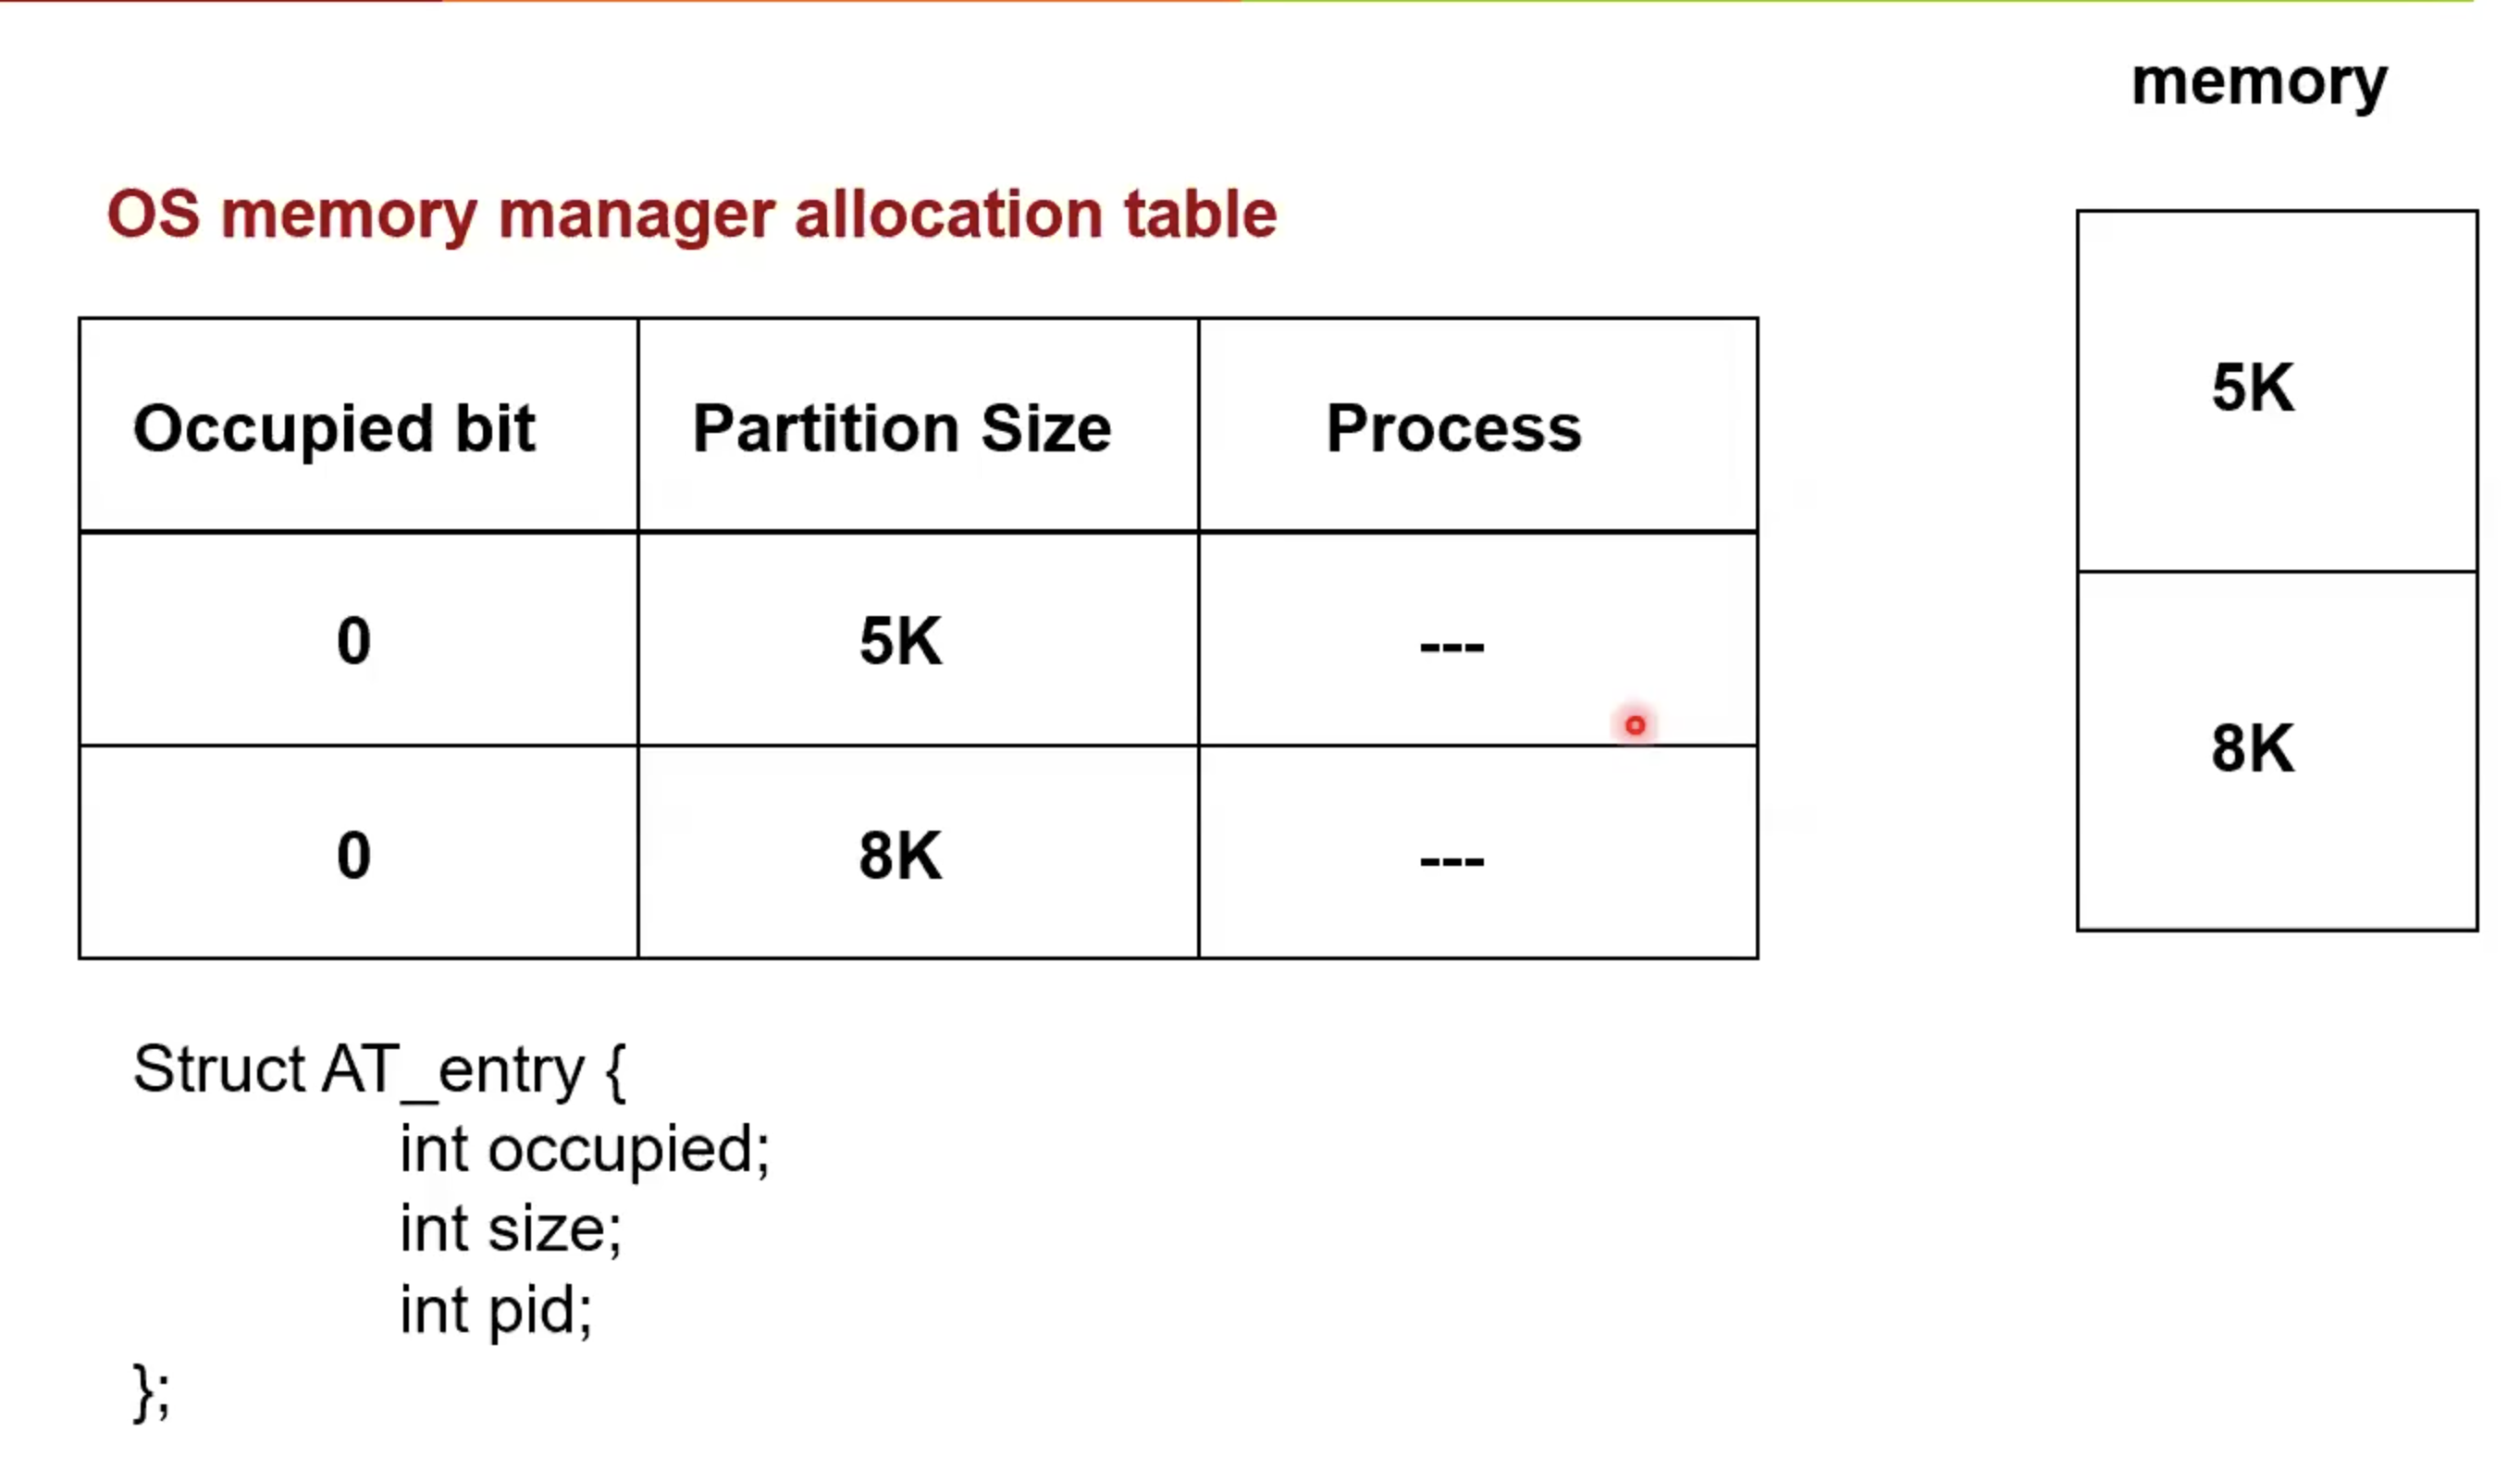 memory
OS memory manager allocation table
Occupied bit Partition Size Process
0 5K ---
0 8K ---
5K
8K
Struct AT_entry {
int occupied;
int size;
int pid;
};